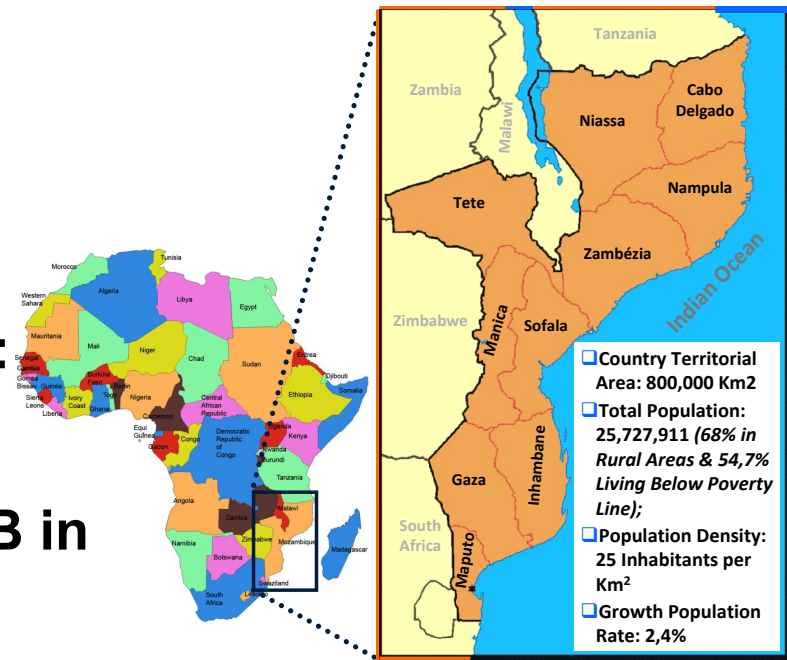 :
B in
Morocco
Tunisia
Algeria
Libya
Egypt
Western
Sahara
Mauritania
Mali
Niger
Chad
Sudan
Eritrea
Djibouti
Senegal
Gambia
Guinea
Bissau
Guinea
Burkina
Faso
Benin
Togo
Nigeria
Sierra
Leone
Ivory
Coast
Ghana
Liberia
Cameroon
Central
African
Republic
Ethiopia
Somalia
Equi
Guinea
Gabon
Congo
Democratic
Republic
of
Congo
Uganda
Kenya
Rwanda
Burundi
Tanzania
Angola
Zambia
Malawi
Mozambique
Zimbabwe
Namibia
Botswana
Madagascar
Swaziland
Lesotho
South
Africa
Tanzania
Zambia
Malawi
Cabo
Delgado
Niassa
Nampula
Tete
Zambézia
Indian Ocean
Zimbabwe
Manica
Sofala
Inhambane
Gaza
South
Africa
Maputo
❑Country Territorial
Area: 800,000 Km2
❑Total Population:
25,727,911 (68% in
Rural Areas & 54,7%
Living Below Poverty
Line);
❑Population Density:
25 Inhabitants per
Km²
❑Growth Population
Rate: 2,4%